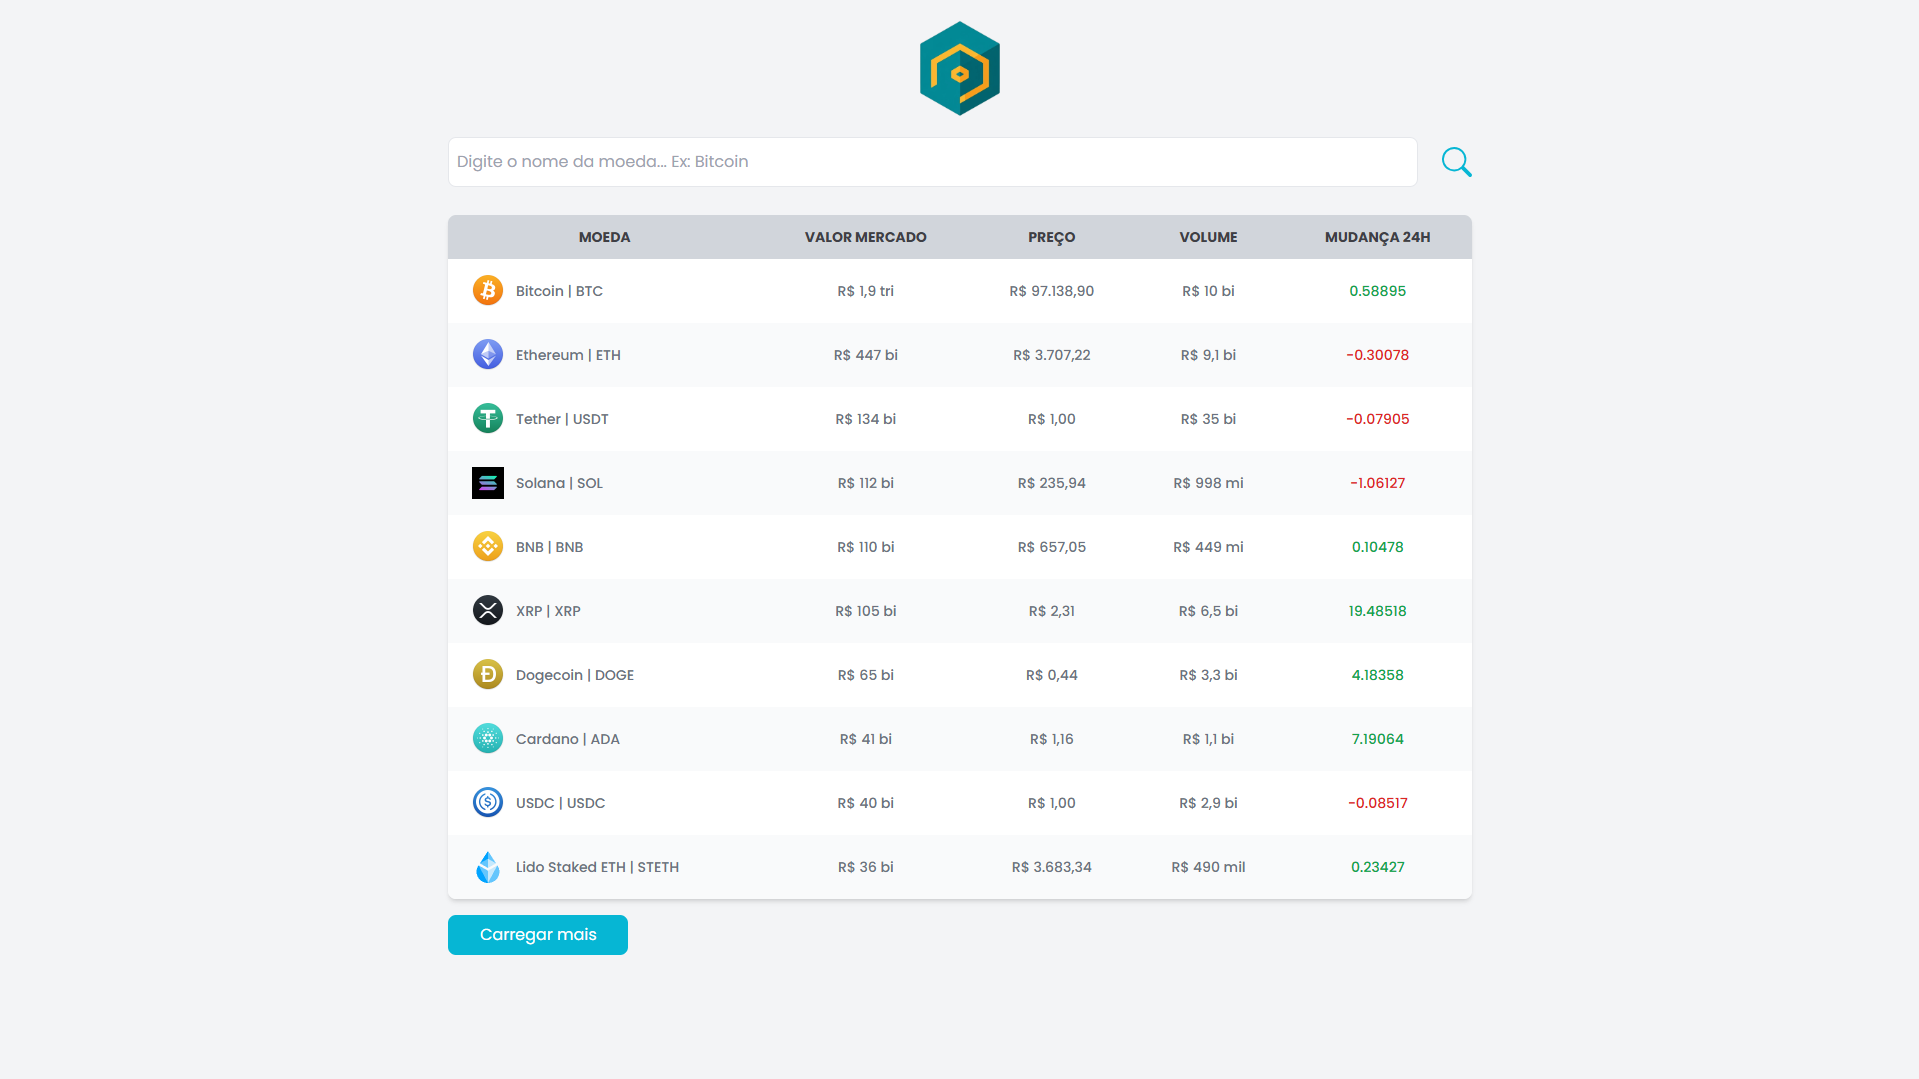 Digite o nome da moeda... Ex: Bitcoin
MOEDA VALOR MERCADO PREÇO VOLUME MUDANÇA 24H
Bitcoin | BTC R$ 1,9 tri R$ 97.138,90 R$ 10 bi 0.58895
Ethereum | ETH R$ 447 bi R$ 3.707,22 R$ 9,1 bi -0.30078
Tether | USDT R$ 134 bi R$ 1,00 R$ 35 bi -0.07905
Solana | SOL R$ 112 bi R$ 235,94 R$ 998 mi -1.06127
BNB | BNB R$ 110 bi R$ 657,05 R$ 449 mi 0.10478
XRP | XRP R$ 105 bi R$ 2,31 R$ 6,5 bi 19.48518
Dogecoin | DOGE R$ 65 bi R$ 0,44 R$ 3,3 bi 4.18358
Cardano | ADA R$ 41 bi R$ 1,16 R$ 1,1 bi 7.19064
USDC | USDC R$ 40 bi R$ 1,00 R$ 2,9 bi -0.08517
Lido Staked ETH | STETH R$ 36 bi R$ 3.683,34 R$ 490 mil 0.23427
Carregar mais